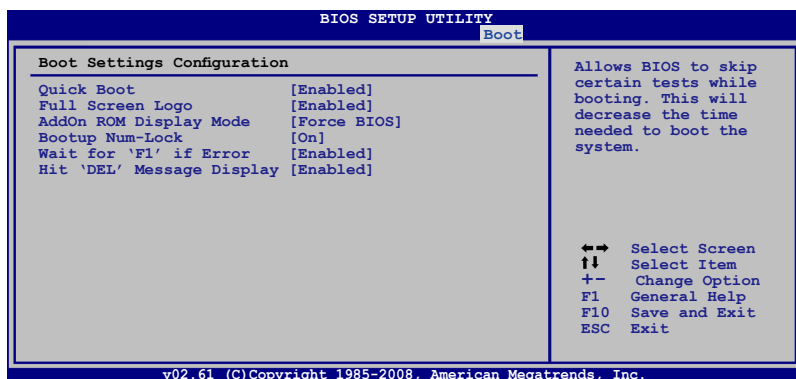 BIOS SETUP UTILITY
Boot
Boot Settings Configuration
Quick Boot [Enabled]
Full Screen Logo [Enabled]
AddOn ROM Display Mode [Force BIOS]
Bootup Num-Lock [On]
Wait for ‘F1’ if Error [Enabled]
Hit ‘DEL’ Message Display [Enabled]
Allows BIOS to skip
certain tests while
booting. This will
decrease the time
needed to boot the
system.
←→ Select Screen
↑↓ Select Item
+- Change Option
F1 General Help
F10 Save and Exit
ESC Exit
v02.61 (C)Copyright 1985-2008, American Megatrends, Inc.